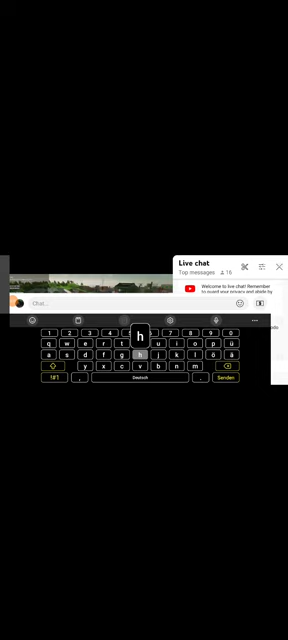 Live chat
Top messages 16
Welcome to live chat! Remember
to guard your privacy and abide by
Chat...
h
1 2 3 4 5 7 8 9 0
q w e r t u i o p ü
a s d f g h j k l ö ä
y x c v b n m
!#1 , Deutsch . Senden